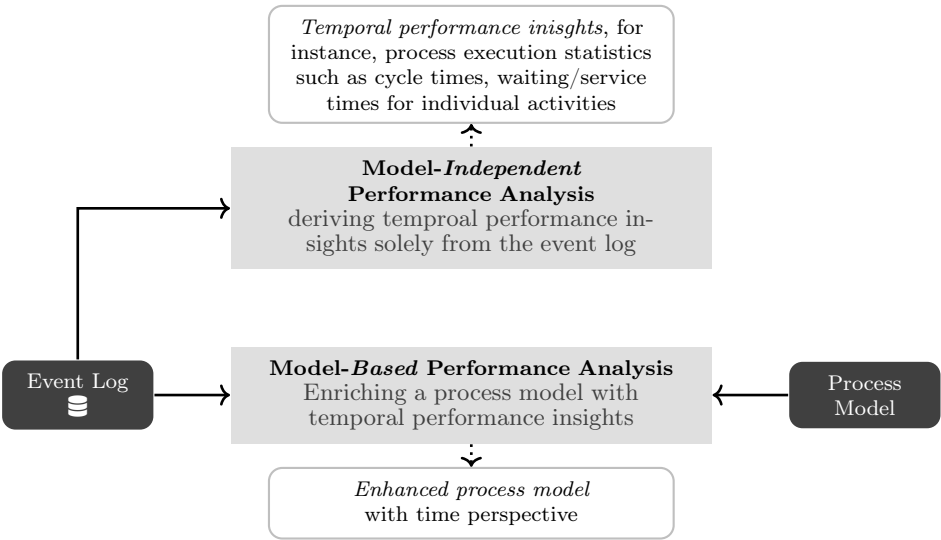 Temporal performance inisghts, for
instance, process execution statistics
such as cycle times, waiting/service
times for individual activities
Model-Independent
Performance Analysis
deriving temproal performance in-
sights solely from the event log
Event Log
Model-Based Performance Analysis
Enriching a process model with
temporal performance insights
Process
Model
Enhanced process model
with time perspective